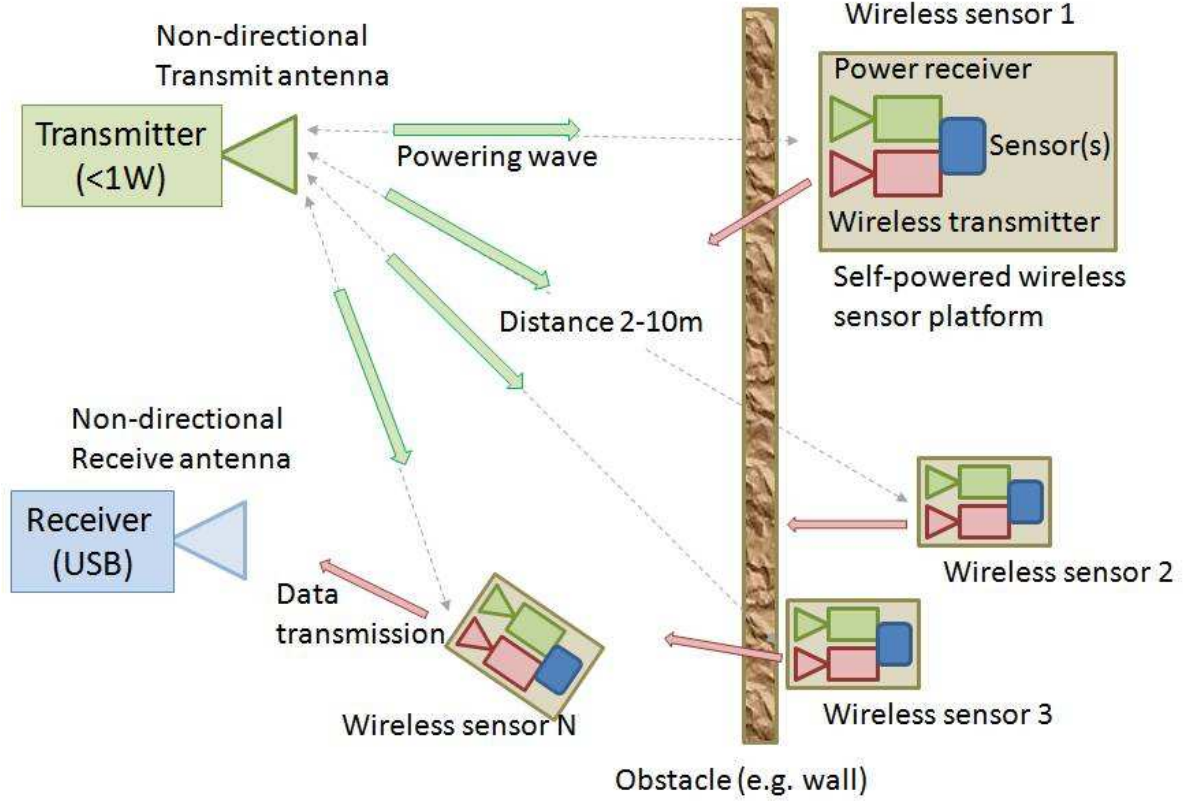 Wireless sensor 1
Non-directional
Transmit antenna
Power receiver
Transmitter
(<1W)
Powering wave
Sensor(s)
Wireless transmitter
Self-powered wireless
sensor platform
Distance 2-10m
Non-directional
Receive antenna
Receiver
(USB)
Wireless sensor 2
Data
transmission
Wireless sensor 3
Wireless sensor N
Obstacle (e.g. wall)